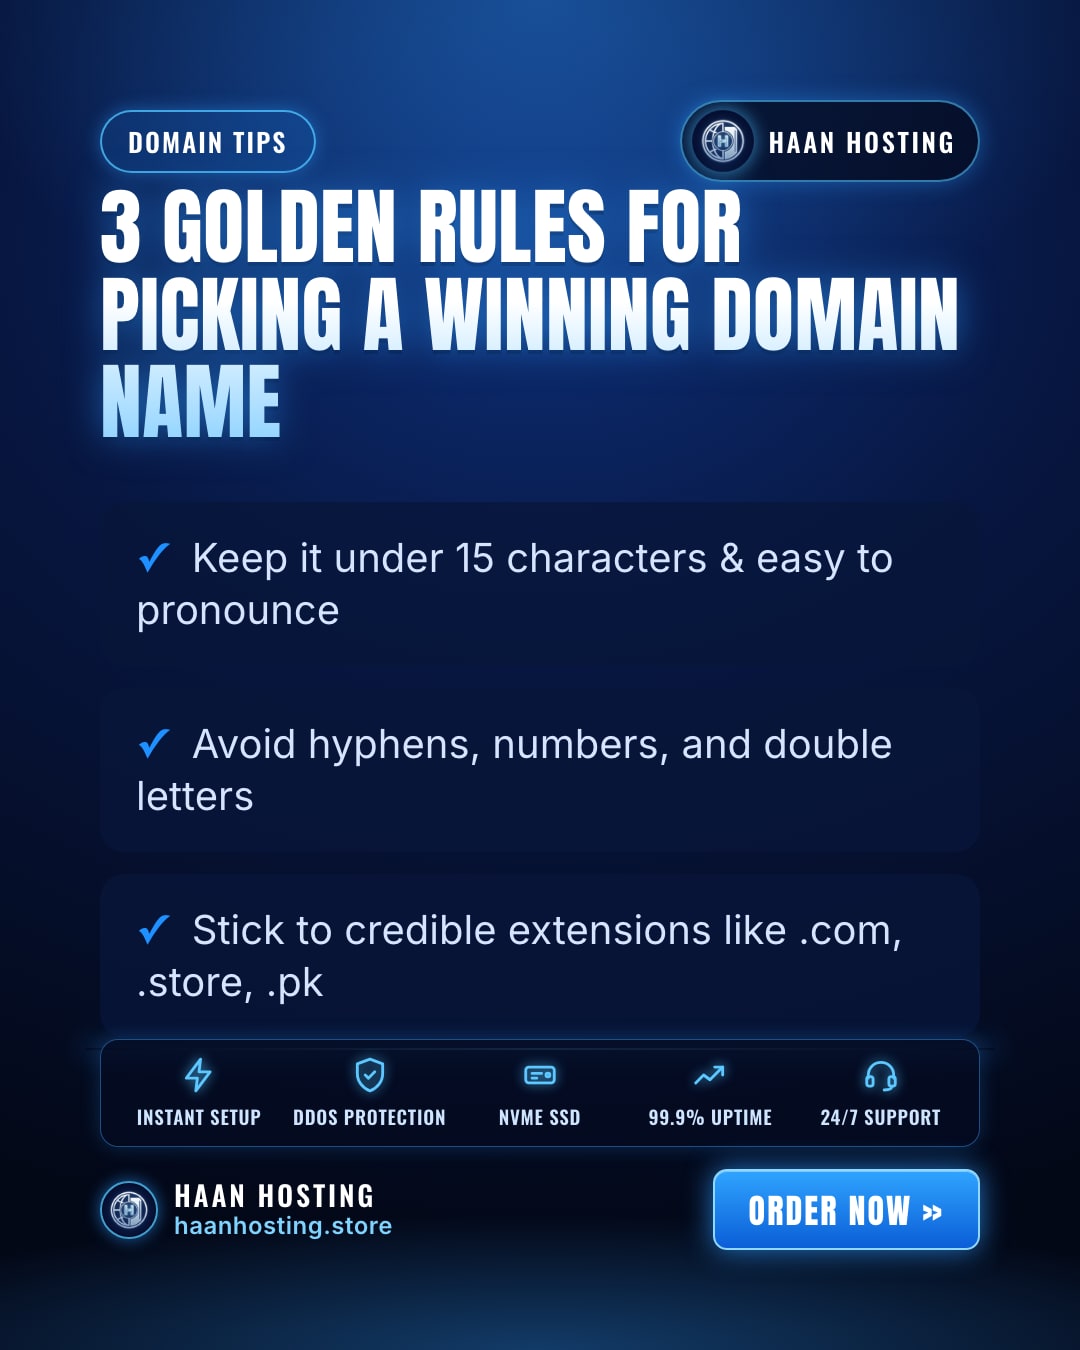 DOMAIN TIPS
HAAN HOSTING
3 GOLDEN RULES FOR
PICKING A WINNING DOMAIN
NAME
✓ Keep it under 15 characters & easy to
pronounce
✓ Avoid hyphens, numbers, and double
letters
✓ Stick to credible extensions like .com,
.store, .pk
INSTANT SETUP
DDOS PROTECTION
NVME SSD
99.9% UPTIME
24/7 SUPPORT
HAAN HOSTING
haanhosting.store
ORDER NOW »